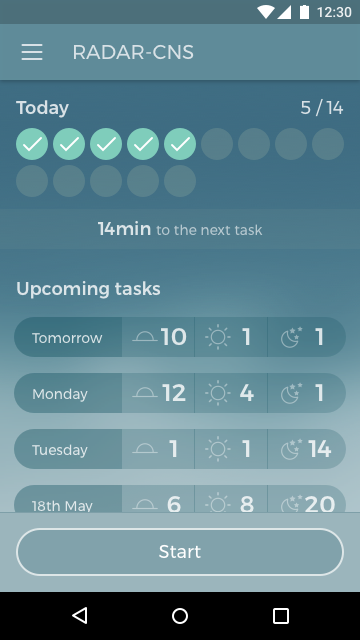 12:30
RADAR-CNS
Today 5 / 14
14min to the next task
Upcoming tasks
Tomorrow 10 1 1
Monday 12 4 1
Tuesday 1 1 14
18th May 6 8 20
Start